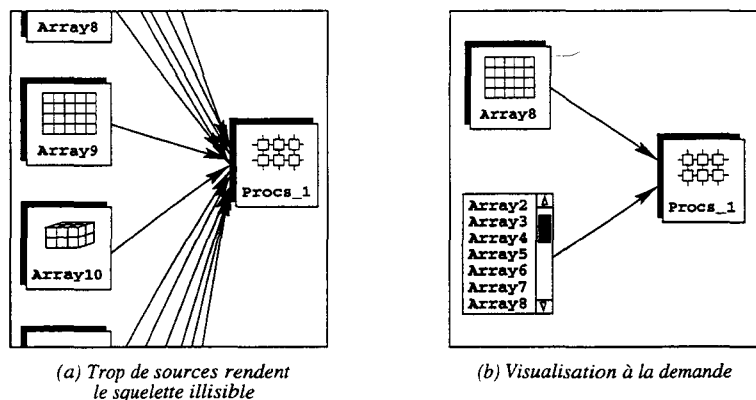 Array8
Array9
Array10
Procs_1
(a) Trop de sources rendent
le squelette illisible
Array8
Array2
Array3
Array4
Array5
Array6
Array7
Array8
Procs_1
(b) Visualisation à la demande